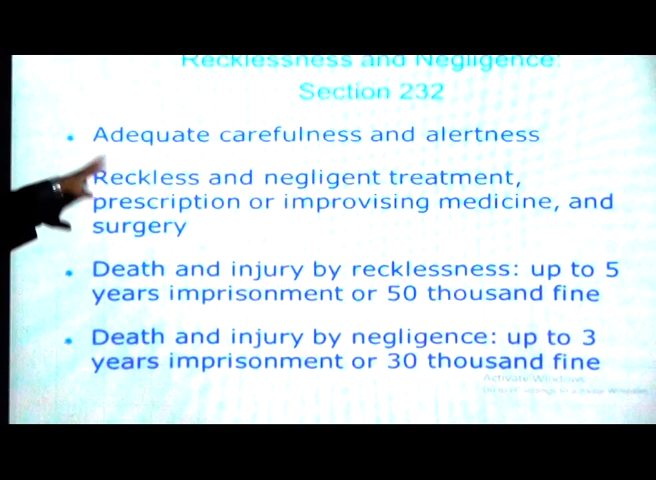 Recklessness and Negligence:
Section 232
• Adequate carefulness and alertness
Reckless and negligent treatment,
prescription or improvising medicine, and
surgery
• Death and injury by recklessness: up to 5
years imprisonment or 50 thousand fine
• Death and injury by negligence: up to 3
years imprisonment or 30 thousand fine
Activate Windows